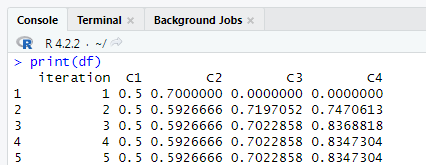 Console Terminal × Background Jobs ×
R R 4.2.2 · ~/
> print(df)
iteration C1 C2 C3 C4
1 1 0.5 0.7000000 0.0000000 0.0000000
2 2 0.5 0.5926666 0.7197052 0.7470613
3 3 0.5 0.5926666 0.7022858 0.8368818
4 4 0.5 0.5926666 0.7022858 0.8347304
5 5 0.5 0.5926666 0.7022858 0.8347304